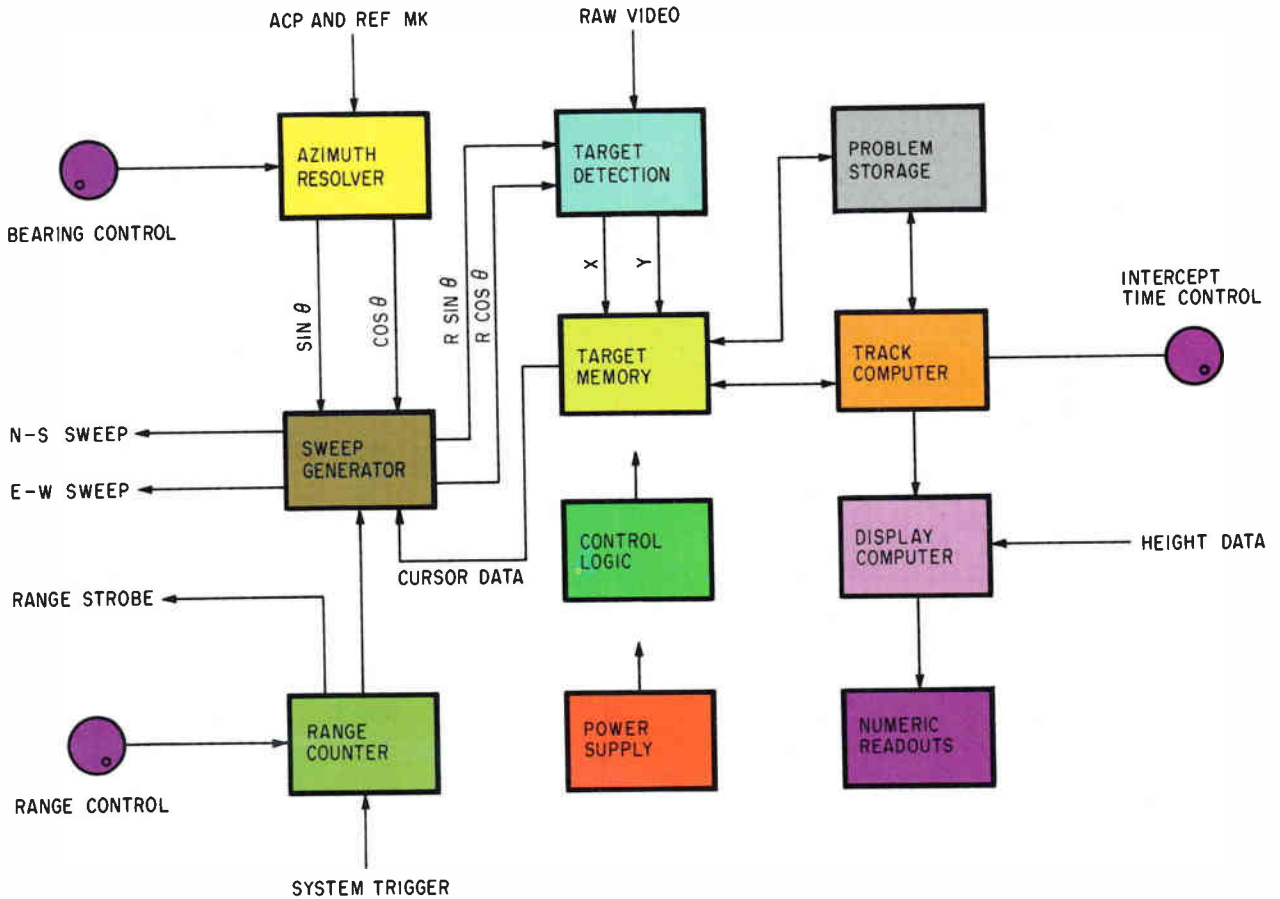 ACP AND REF MK
RAW VIDEO
AZIMUTH
RESOLVER
TARGET
DETECTION
PROBLEM
STORAGE
BEARING CONTROL
SIN θ
COS θ
R SIN θ
R COS θ
X
Y
INTERCEPT
TIME CONTROL
TARGET
MEMORY
TRACK
COMPUTER
N-S SWEEP
E-W SWEEP
SWEEP
GENERATOR
CURSOR DATA
CONTROL
LOGIC
DISPLAY
COMPUTER
HEIGHT DATA
RANGE STROBE
RANGE
COUNTER
POWER
SUPPLY
NUMERIC
READOUTS
RANGE CONTROL
SYSTEM TRIGGER